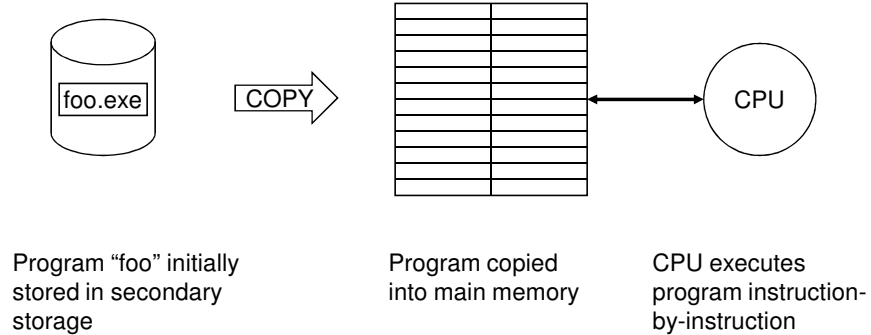 foo.exe
COPY
CPU
Program “foo” initially
stored in secondary
storage
Program copied
into main memory
CPU executes
program instruction-
by-instruction